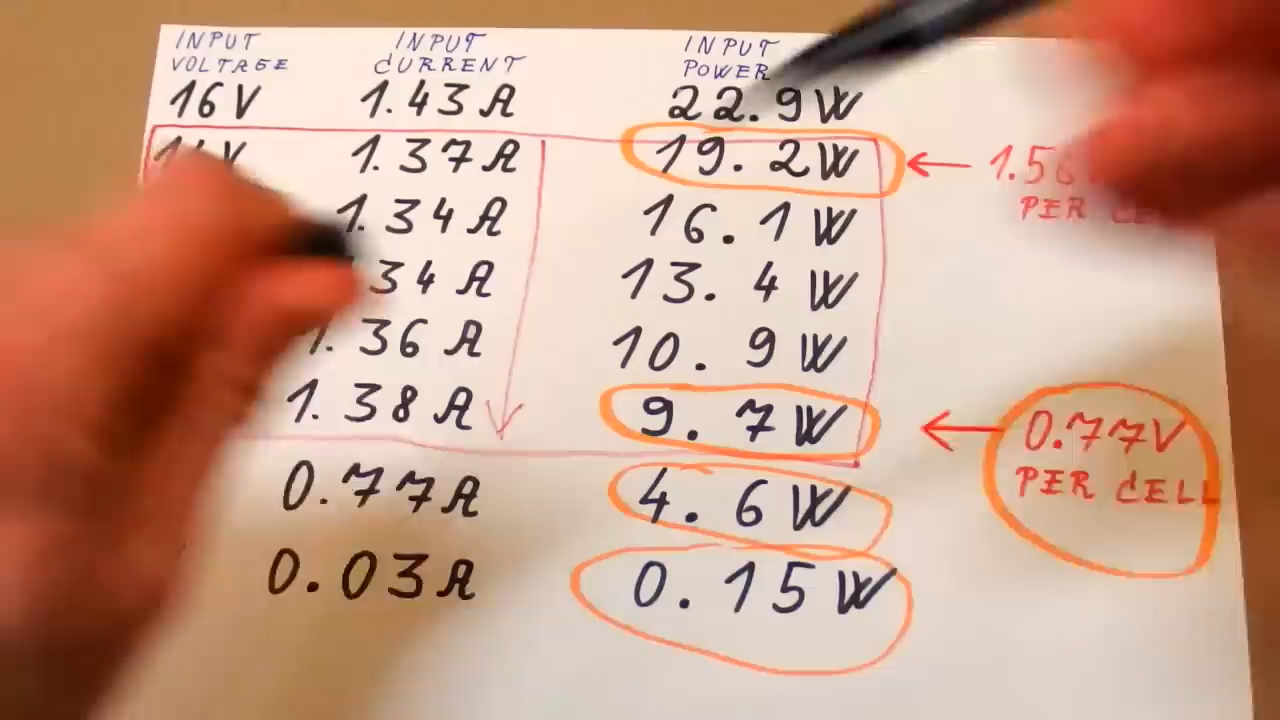 INPUT VOLTAGE INPUT CURRENT INPUT POWER
16V 1.43A 22.9W
1.37A 19.2W ← 1.56
PER
1.34A 16.1W
34A 13.4W
1.36A 10.9W
1.38A 9.7W ← 0.77V
PER CELL
0.77A 4.6W
0.03A 0.15W